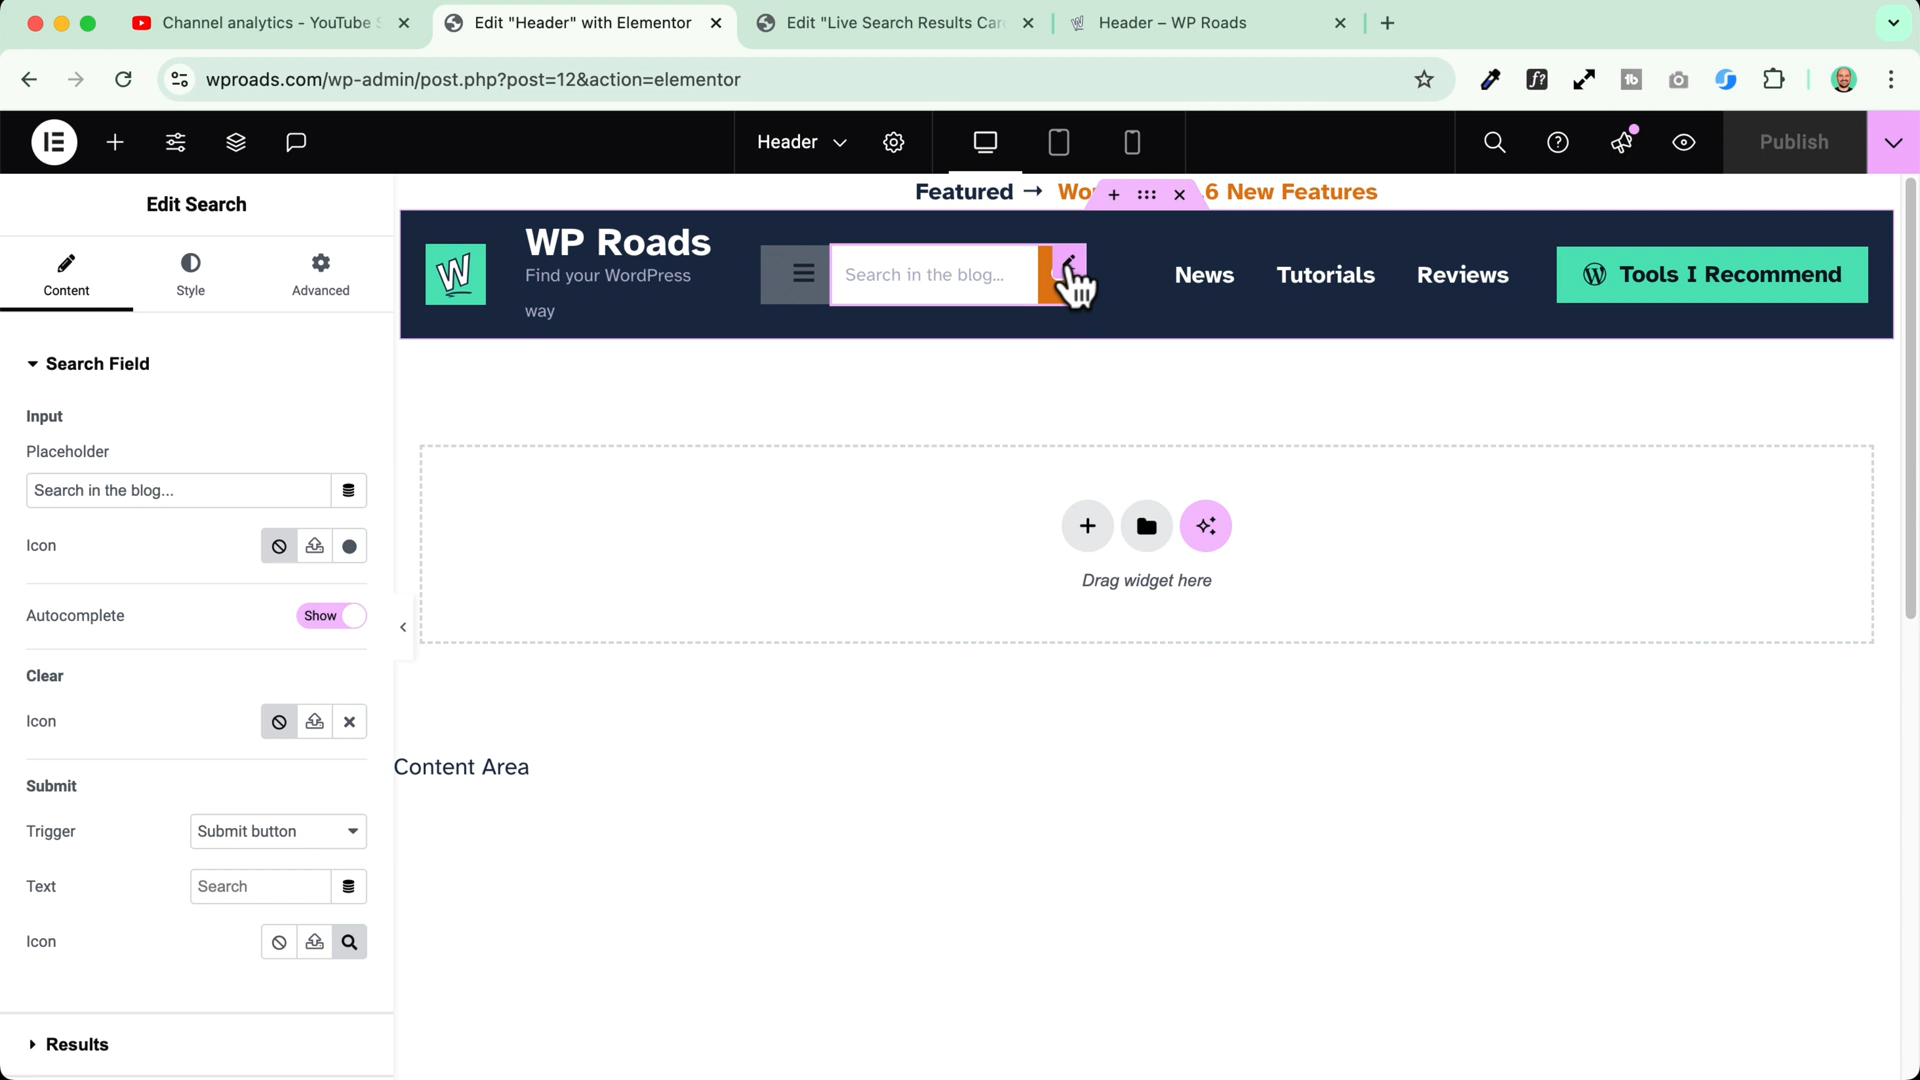 Channel analytics - YouTube S
Edit "Header" with Elementor
Edit "Live Search Results Car
Header – WP Roads
wproads.com/wp-admin/post.php?post=12&action=elementor
Header
Publish
Edit Search
Content
Style
Advanced
Search Field
Input
Placeholder
Search in the blog...
Icon
Autocomplete
Show
Clear
Icon
Submit
Trigger
Submit button
Text
Search
Icon
Results
Featured → Wo 6 New Features
W
WP Roads
Find your WordPress
way
Search in the blog...
News
Tutorials
Reviews
Tools I Recommend
Drag widget here
Content Area